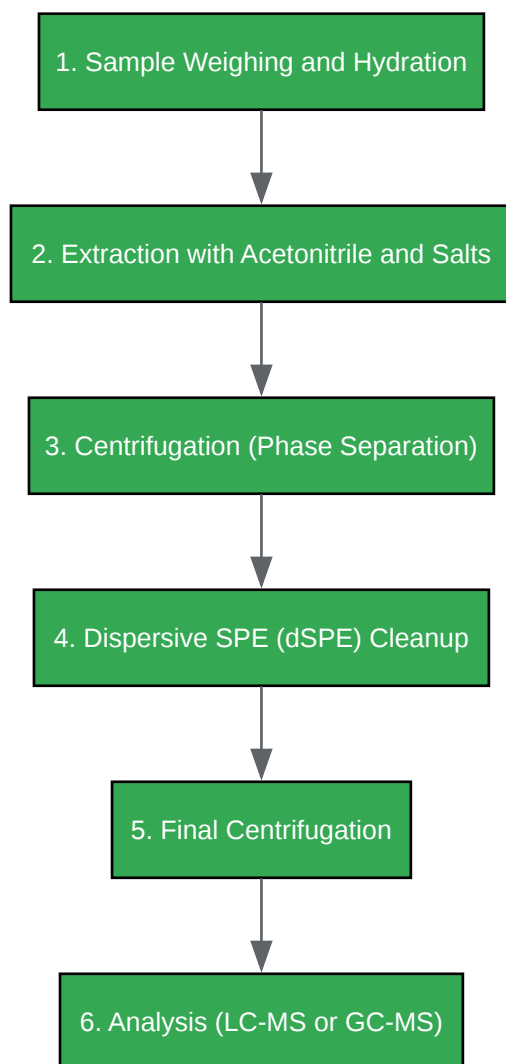 1. Sample Weighing and Hydration
2. Extraction with Acetonitrile and Salts
3. Centrifugation (Phase Separation)
4. Dispersive SPE (dSPE) Cleanup
5. Final Centrifugation
6. Analysis (LC-MS or GC-MS)